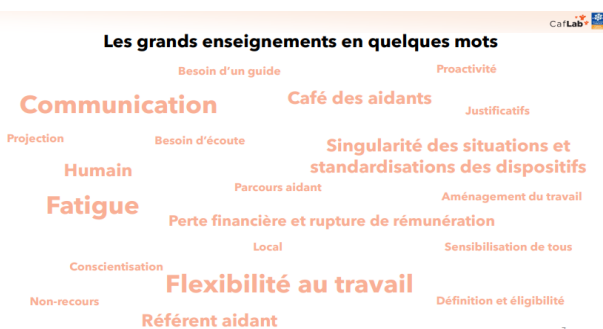 CafLab
Les grands enseignements en quelques mots
Besoin d'un guide
Proactivité
Communication
Café des aidants
Justificatifs
Projection
Besoin d'écoute
Singularité des situations et
standardisations des dispositifs
Humain
Parcours aidant
Aménagement du travail
Fatigue
Perte financière et rupture de rémunération
Local
Sensibilisation de tous
Conscientisation
Flexibilité au travail
Non-recours
Définition et éligibilité
Référent aidant